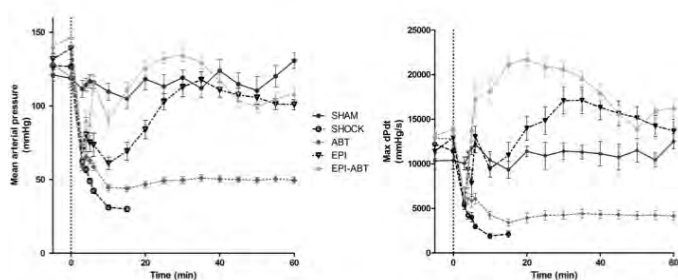 Mean arterial pressure
(mmHg)
150
100
50
0
0
20
40
60
Time (min)
SHAM
SHOCK
ABT
EPI
EPI-ABT
Max dPdt
(mmHg/s)
25000
20000
15000
10000
5000
0
0
20
40
60
Time (min)